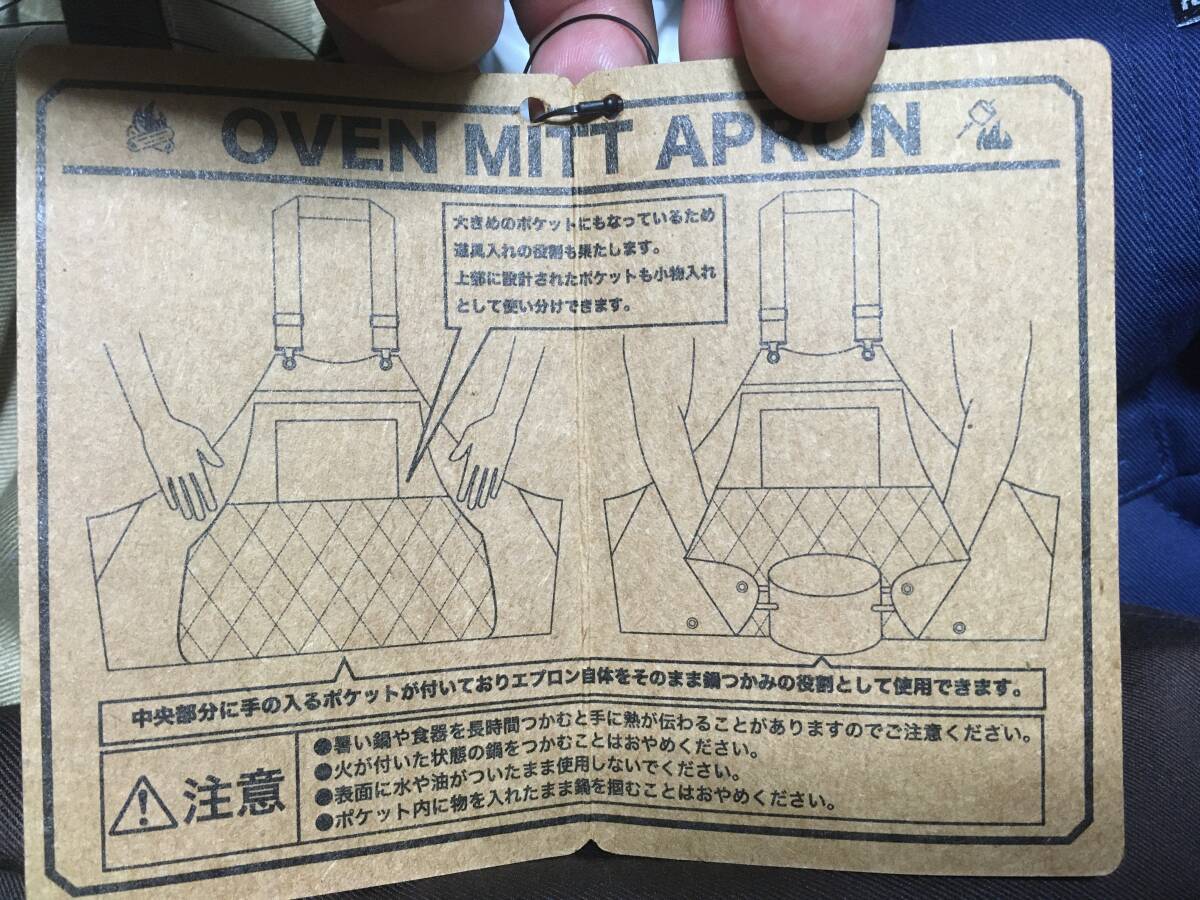 OVEN MITT APRON
大きめのポケットにもなっているため
道具入れの役割も果たします。
上部に設計されたポケットも小物入れ
として使い分けできます。
中央部分に手の入るポケットが付いておりエプロン自体をそのまま鍋つかみの役割として使用できます。
注意
●暑い鍋や食器を長時間つかむと手に熱が伝わることがありますのでご注意ください。
●火が付いた状態の鍋をつかむことはおやめください。
●表面に水や油がついたまま使用しないでください。
●ポケット内に物を入れたまま鍋を掴むことはおやめください。